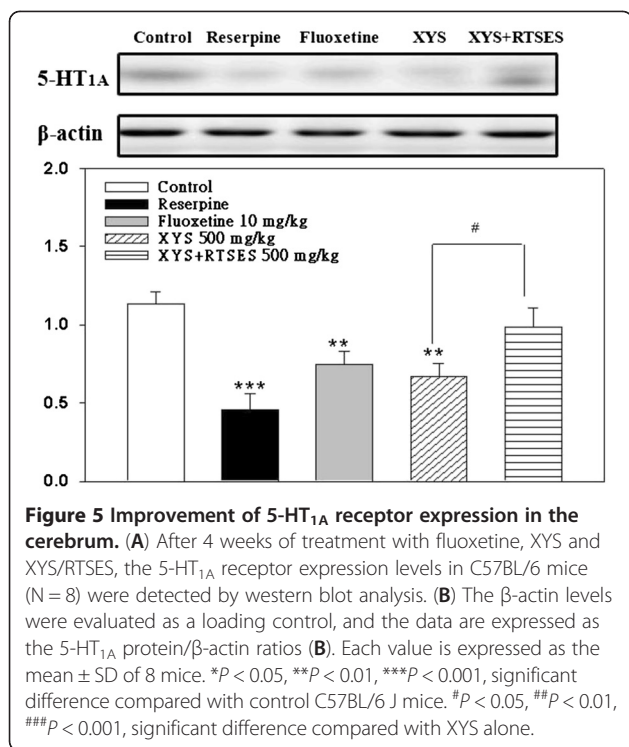 Control Reserpine Fluoxetine XYS XYS+RTSES
5-HT1A
β-actin
2.0
1.5
1.0
0.5
0.0
Control
Reserpine
Fluoxetine 10 mg/kg
XYS 500 mg/kg
XYS+RTSES 500 mg/kg
#
***
**
**
Figure 5 Improvement of 5-HT1A receptor expression in the
cerebrum. (A) After 4 weeks of treatment with fluoxetine, XYS and
XYS/RTSES, the 5-HT1A receptor expression levels in C57BL/6 mice
(N = 8) were detected by western blot analysis. (B) The β-actin levels
were evaluated as a loading control, and the data are expressed as
the 5-HT1A protein/β-actin ratios (B). Each value is expressed as the
mean ± SD of 8 mice. *P < 0.05, **P < 0.01, ***P < 0.001, significant
difference compared with control C57BL/6 J mice. #P < 0.05, ##P < 0.01,
###P < 0.001, significant difference compared with XYS alone.